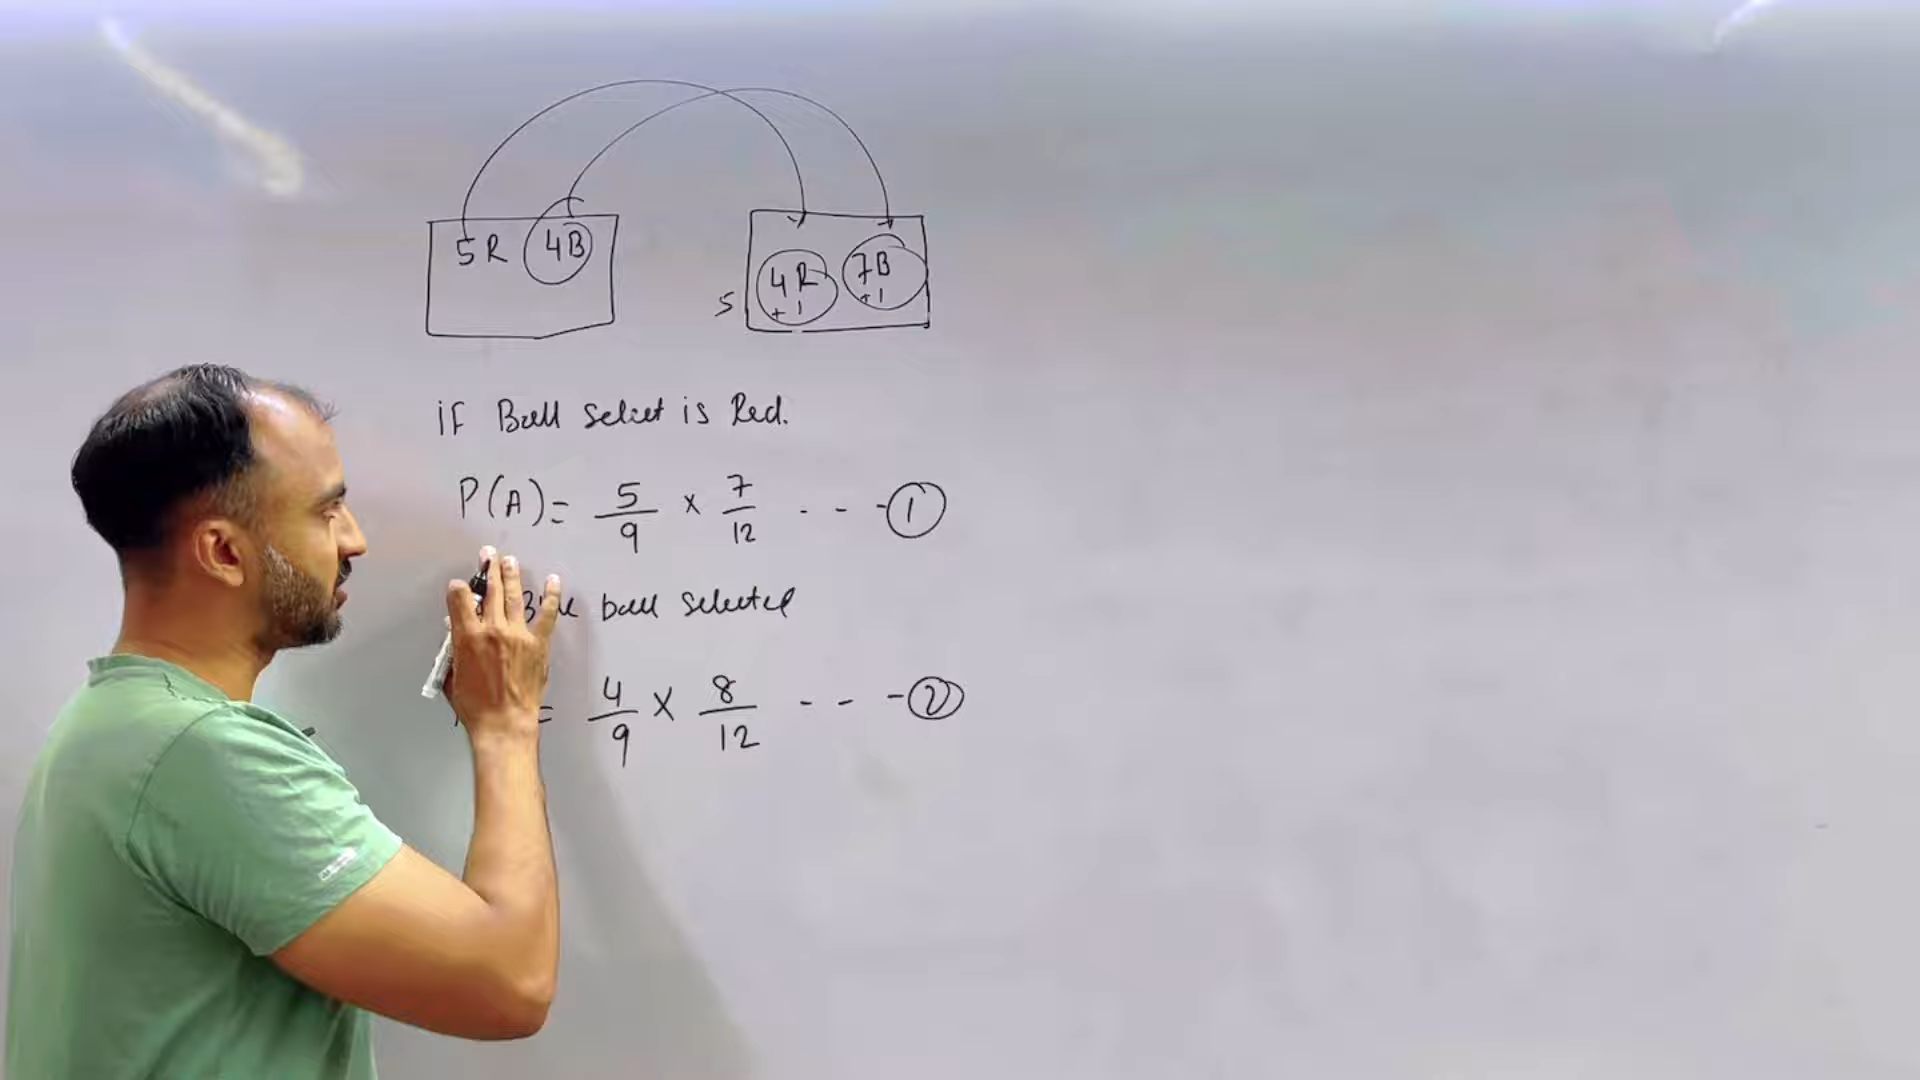 5R 4B
4R 7B
+1 +1
5
if Ball Select is Red.
P(A) = 5/9 x 7/12 - - - 1
ball Selected
= 4/9 X 8/12 - - - 2